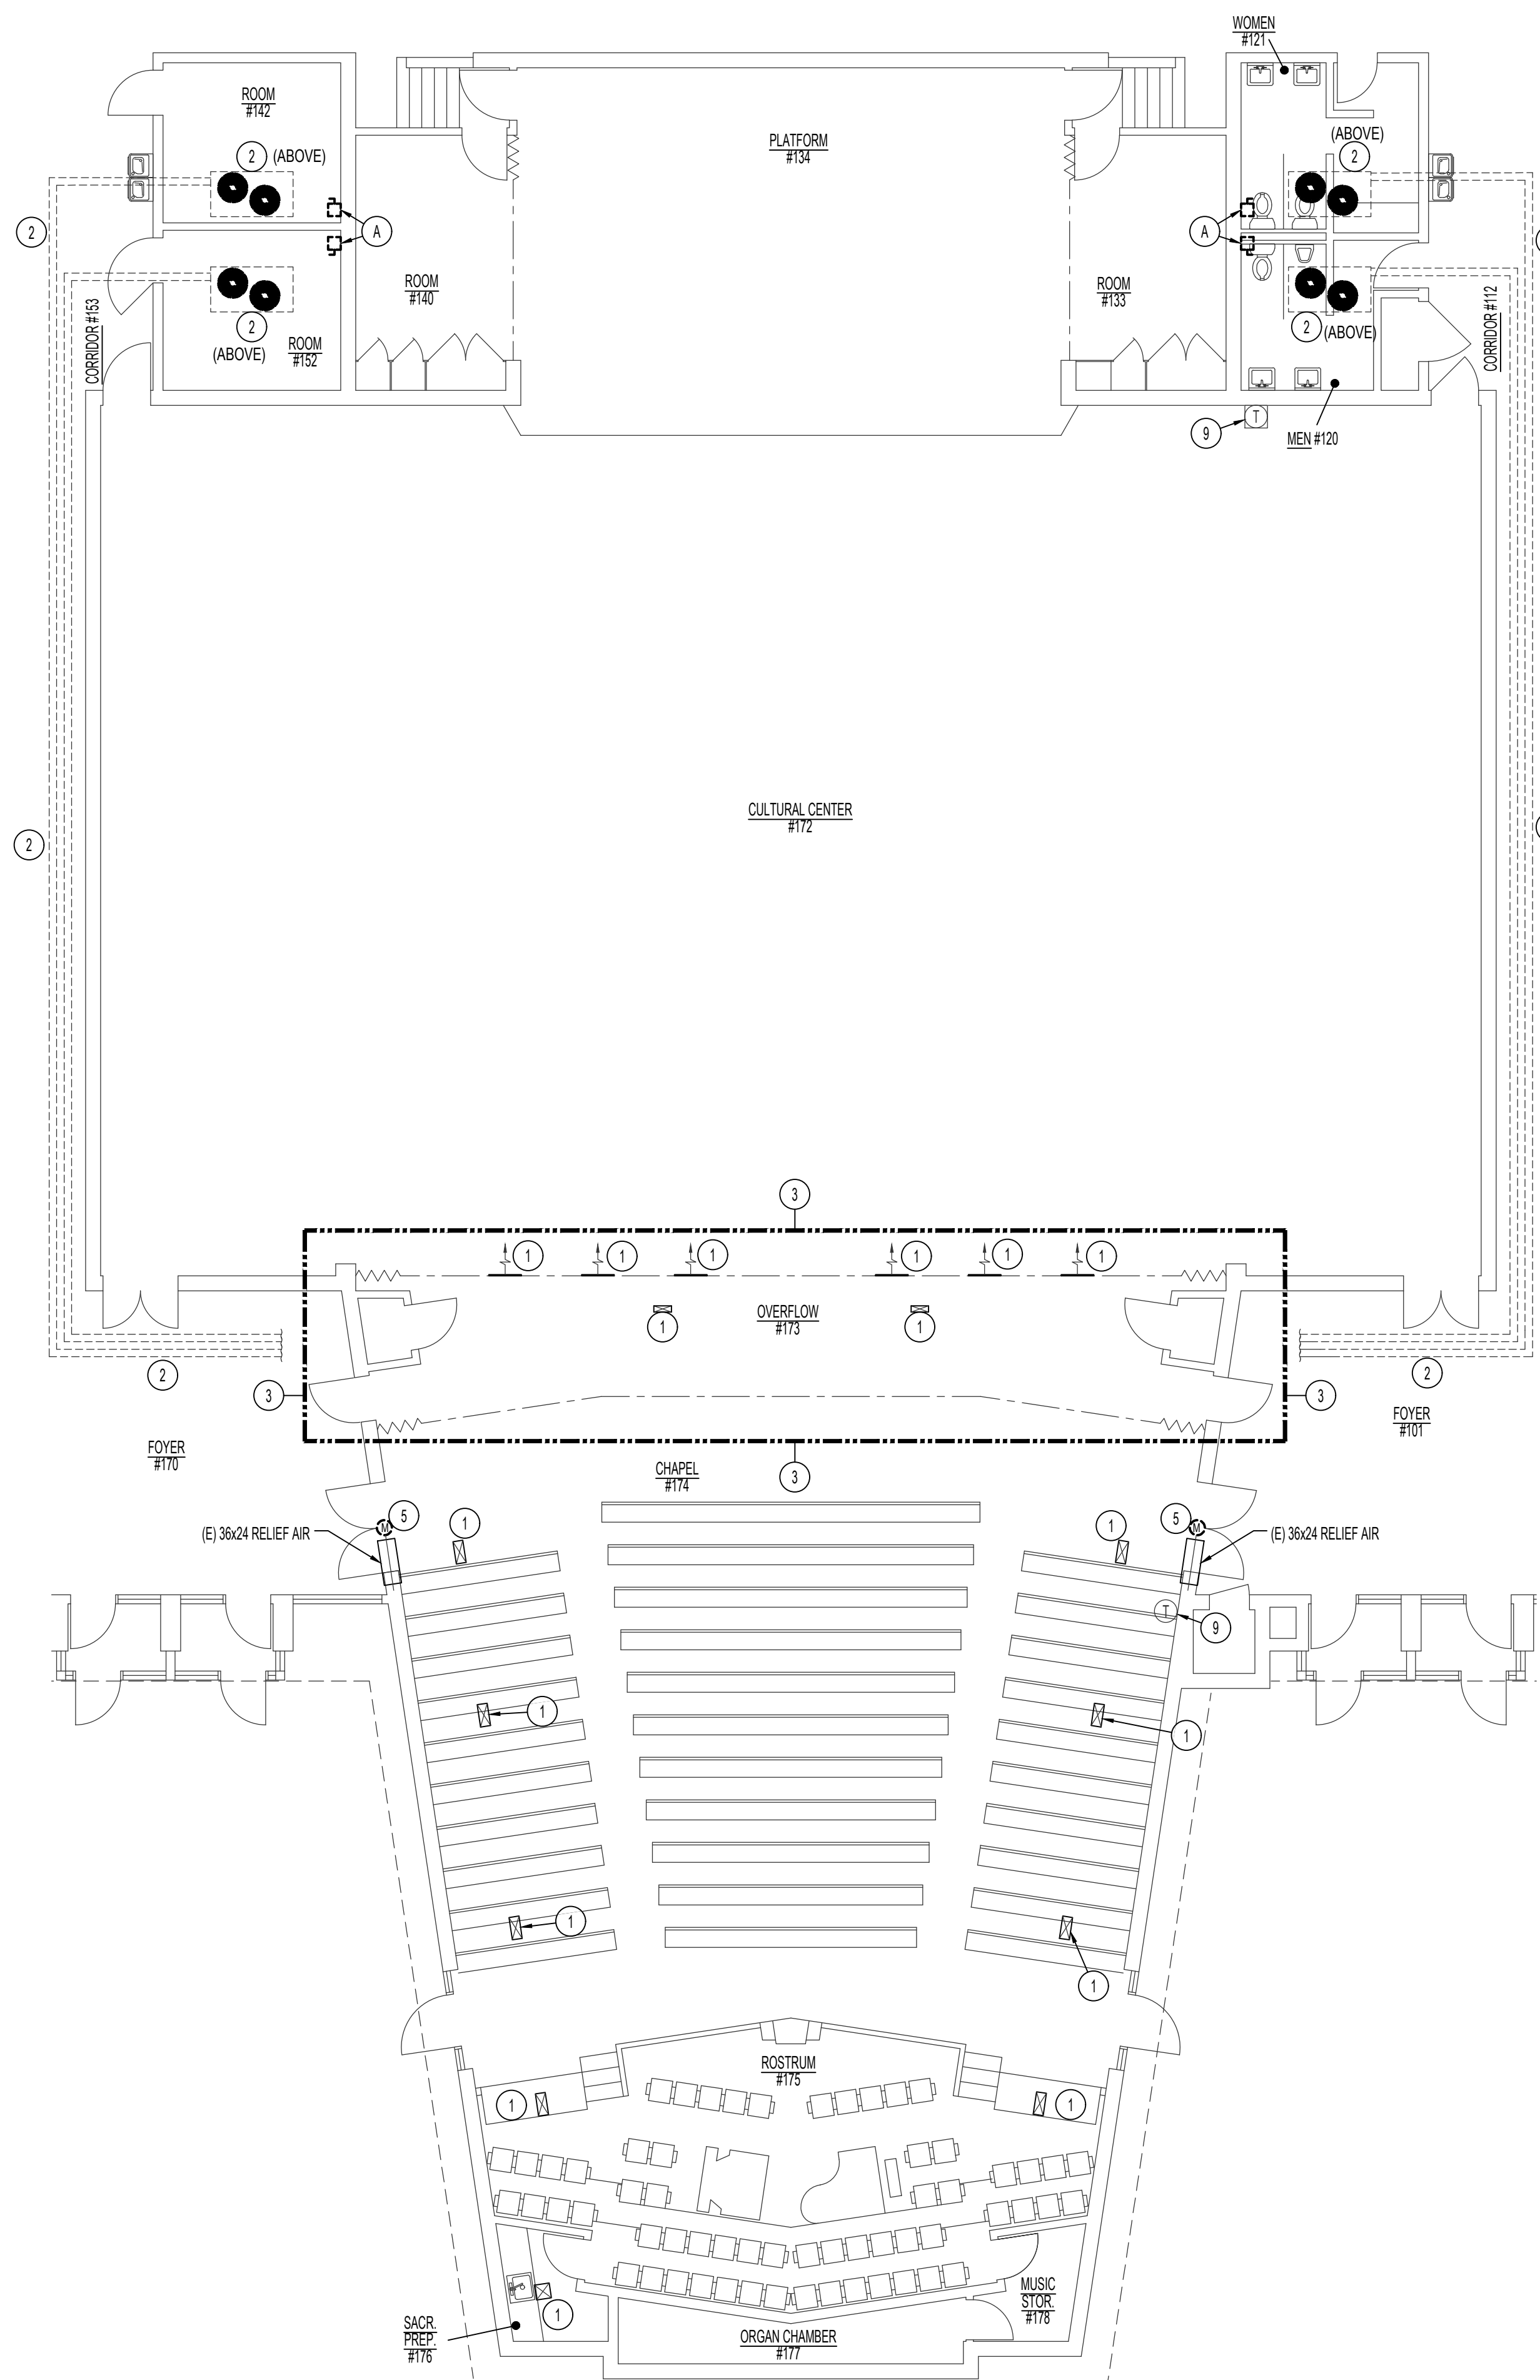 WOMEN
#121
ROOM
#142
PLATFORM
#134
(ABOVE)
2 (ABOVE)
2
2
A
A
9
T
ROOM
#140
ROOM
#133
2
(ABOVE)
ROOM
#152
2 (ABOVE)
CORRIDOR #153
CORRIDOR #112
MEN #120
CULTURAL CENTER
#172
2
3
1
1
1
1
1
1
OVERFLOW
#173
1
1
2
2
3
3
FOYER
#101
FOYER
#170
CHAPEL
#174
3
5
M
1
1
5
M
(E) 36x24 RELIEF AIR
(E) 36x24 RELIEF AIR
T
9
1
1
1
1
ROSTRUM
#175
1
1
1
MUSIC
STOR.
#178
SACR.
PREP.
#176
ORGAN CHAMBER
#177